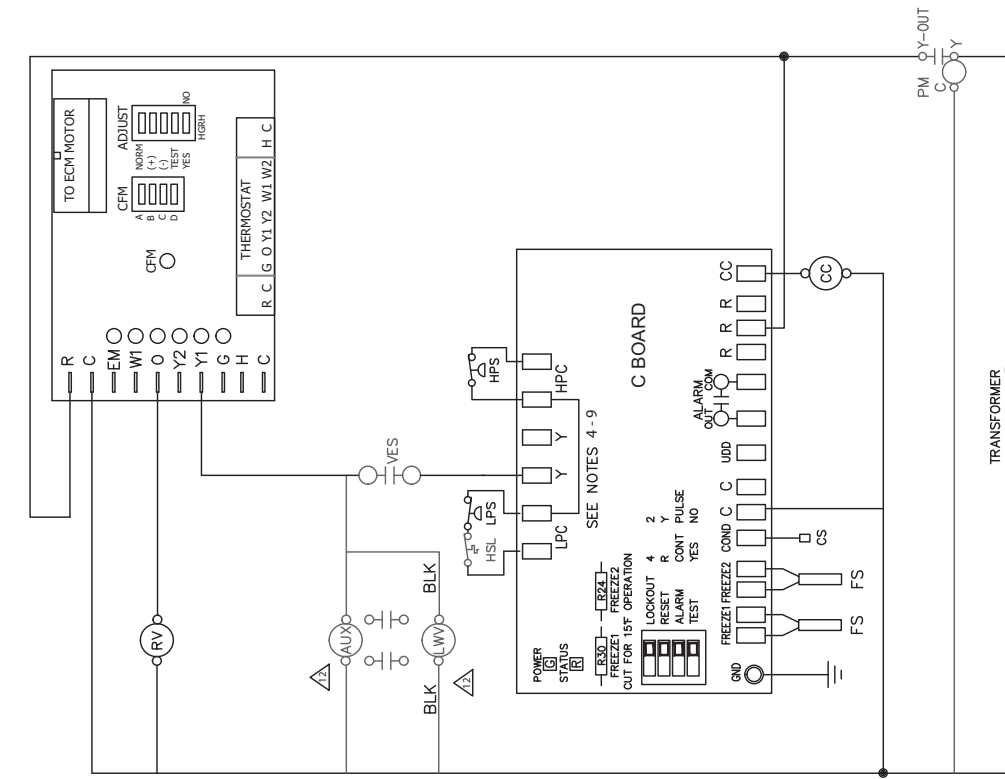 Y-OUT
Y
PM
C
TO ECM MOTOR
ADJUST
NO
HGRH
NORM
(+)
(-)
TEST
YES
CFM
A
B
C
D
CFM
THERMOSTAT
R C G O Y1 Y2 W1 W2 H C
R
C
EM
W1
O
Y2
Y1
G
H
C
RV
VES
AUX
12
BLK
LWV
BLK
12
HPS
LPS
HSL
HPC
Y
Y
LPC
SEE NOTES 4-9
C BOARD
CC
R
R
R
ALARM
OUT
COM
UDD
C
C
COND
FREEZE2
FREEZE1
GND
CC
CS
FS
FS
POWER
G
STATUS
R
R30
FREEZE1
R24
FREEZE2
CUT FOR 15°F OPERATION
LOCKOUT 4 2
RESET R Y
ALARM CONT PULSE
TEST YES NO
TRANSFORMER